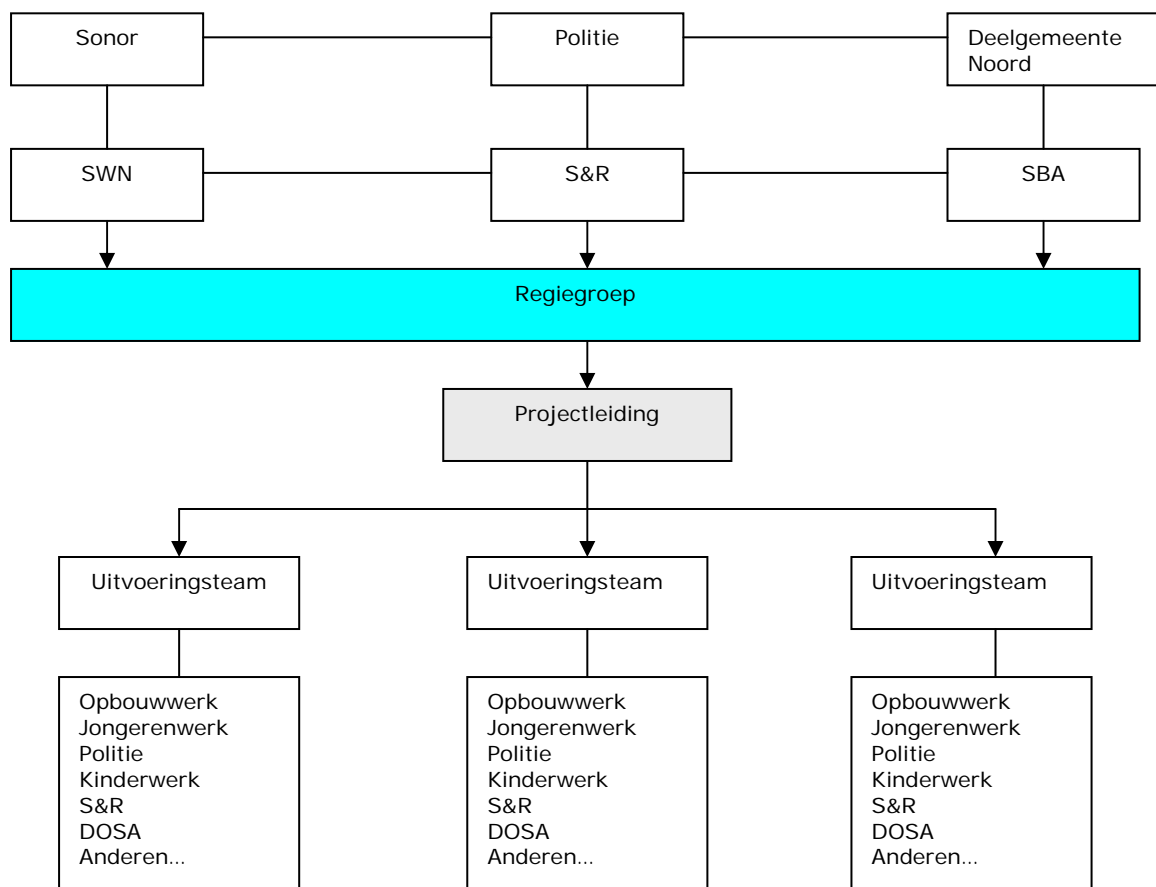 Sonor
Politie
Deelgemeente
Noord
SWN
S&R
SBA
Regiegroep
Projectleiding
Uitvoeringsteam
Uitvoeringsteam
Uitvoeringsteam
Opbouwwerk
Jongerenwerk
Politie
Kinderwerk
S&R
DOSA
Anderen...
Opbouwwerk
Jongerenwerk
Politie
Kinderwerk
S&R
DOSA
Anderen...
Opbouwwerk
Jongerenwerk
Politie
Kinderwerk
S&R
DOSA
Anderen...